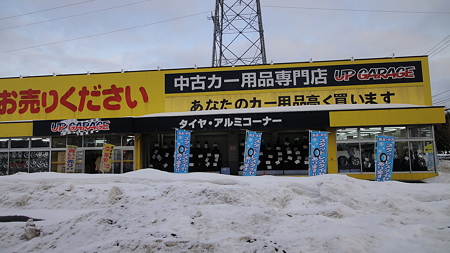 お売りください
中古カー用品専門店 UP GARAGE
あなたのカー用品高く買います
UP GARAGE
タイヤ・アルミコーナー